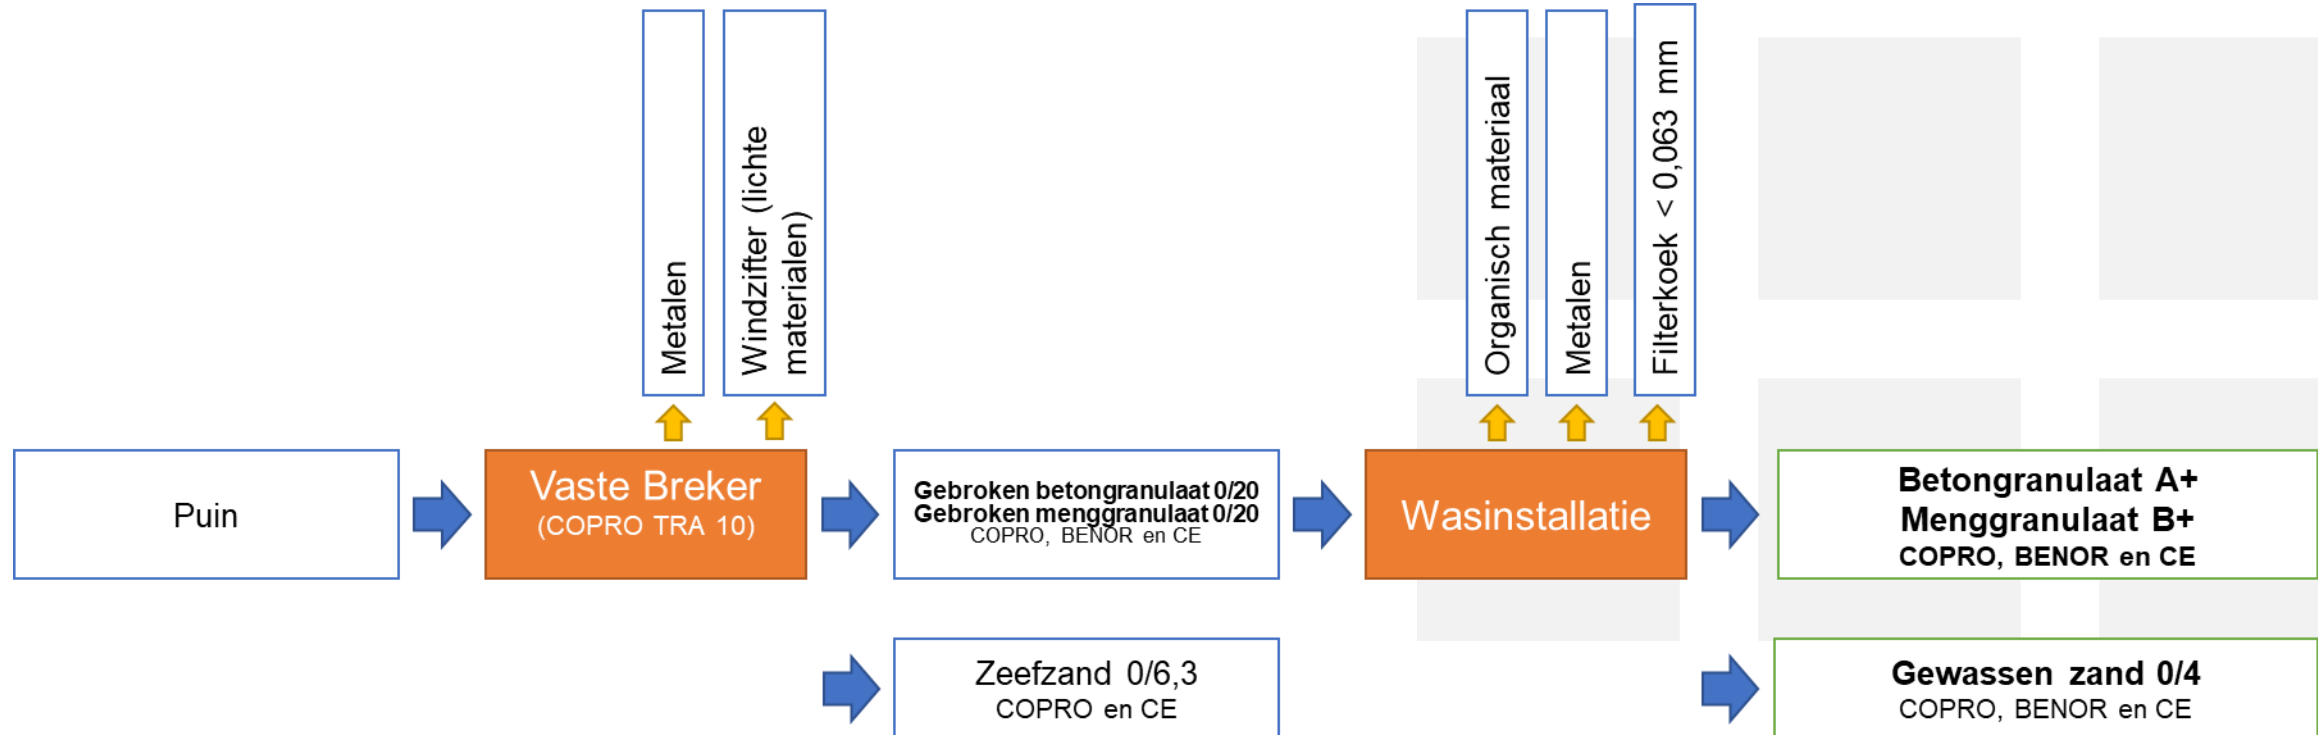 Metalen
Windzifter (lichte
materialen)
Organisch materiaal
Metalen
Filterkoek < 0,063 mm
Puin
Vaste Breker
(COPRO TRA 10)
Gebroken betongranulaat 0/20
Gebroken menggranulaat 0/20
COPRO, BENOR en CE
Wasinstallatie
Betongranulaat A+
Menggranulaat B+
COPRO, BENOR en CE
Zeefzand 0/6,3
COPRO en CE
Gewassen zand 0/4
COPRO, BENOR en CE